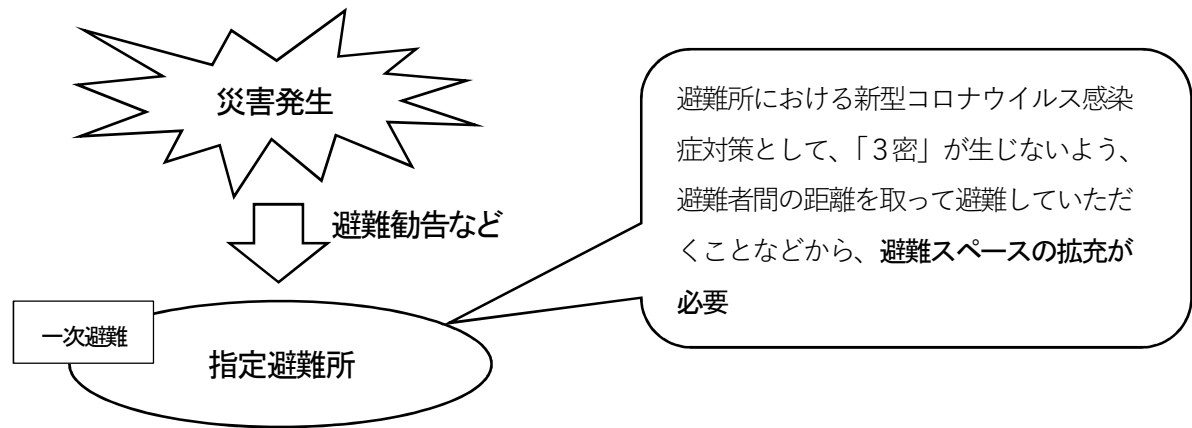 災害発生
避難勧告など
一次避難
指定避難所
避難所における新型コロナウイルス感染
症対策として、「３密」が生じないよう、
避難者間の距離を取って避難していただ
くことなどから、避難スペースの拡充が
必要